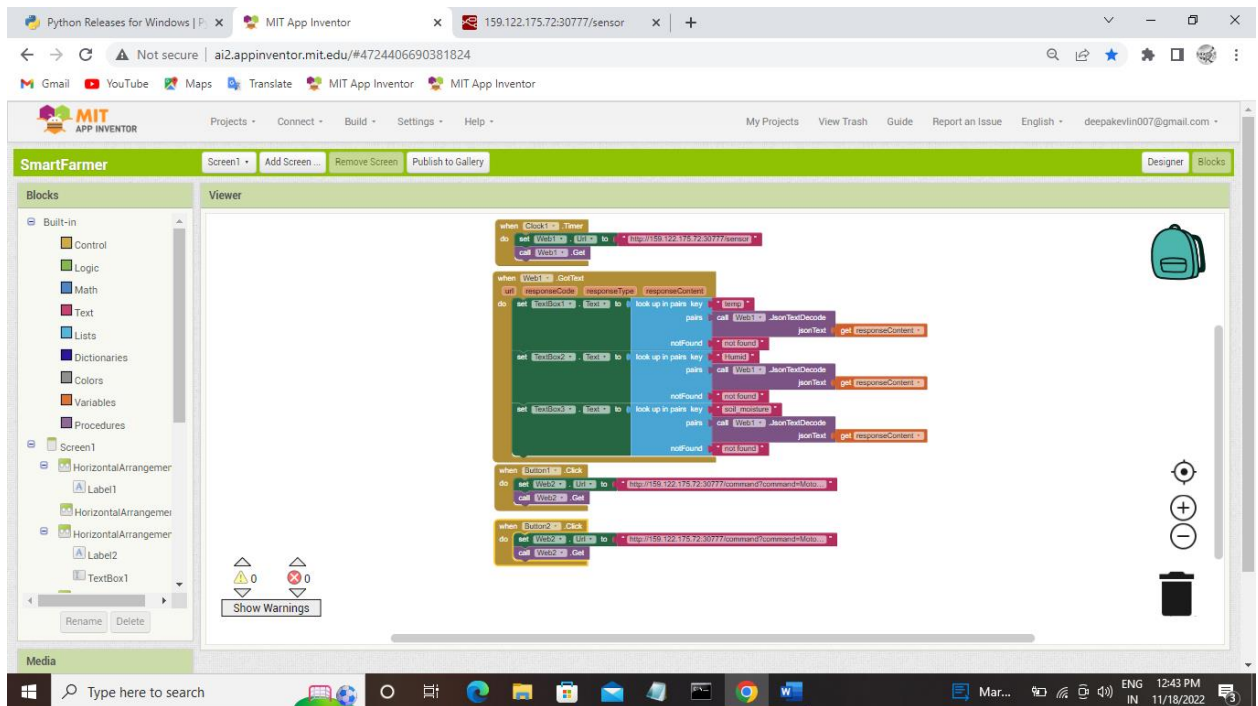 Python Releases for Windows | P
MIT App Inventor
159.122.175.72:30777/sensor
Not secure | ai2.appinventor.mit.edu/#4724406690381824
Gmail YouTube Maps Translate MIT App Inventor MIT App Inventor
MIT
APP INVENTOR
Projects Connect Build Settings Help My Projects View Trash Guide Report an Issue English deepakevlin007@gmail.com
SmartFarmer Screen1 Add Screen ... Remove Screen Publish to Gallery Designer Blocks
Blocks Viewer
Built-in
Control
Logic
Math
Text
Lists
Dictionaries
Colors
Variables
Procedures
Screen1
HorizontalArrangemer
Label1
HorizontalArrangemer
HorizontalArrangemer
Label2
TextBox1
Rename Delete
Media
when Clock1 .Timer
do set Web1 . Url to " http://159.122.175.72:30777/sensor "
call Web1 .Get
when Web1 .GotText
url responseCode responseType responseContent
do set TextBox1 . Text to look up in pairs key " temp "
pairs call Web1 .JsonTextDecode
jsonText get responseContent
notFound " not found "
set TextBox2 . Text to look up in pairs key " Humid "
pairs call Web1 .JsonTextDecode
jsonText get responseContent
notFound " not found "
set TextBox3 . Text to look up in pairs key " soil_moisture "
pairs call Web1 .JsonTextDecode
jsonText get responseContent
notFound " not found "
when Button1 .Click
do set Web2 . Url to " http://159.122.175.72:30777/command?command=Moto... "
call Web2 .Get
when Button2 .Click
do set Web2 . Url to " http://159.122.175.72:30777/command?command=Moto... "
call Web2 .Get
0 0
Show Warnings
Type here to search
Mar...
ENG 12:43 PM
IN 11/18/2022
3